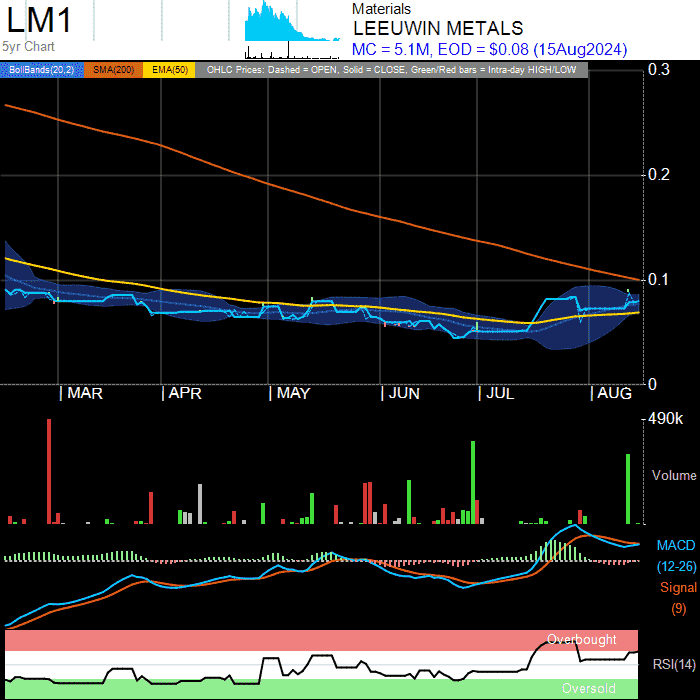 LM1
5yr Chart
Materials
LEEUWIN METALS
MC = 5.1M, EOD = $0.08 (15Aug2024)
BollBands(20,2) SMA(200) EMA(50) OHLC Prices: Dashed = OPEN, Solid = CLOSE, Green/Red bars = Intra-day HIGH/LOW
0.3
0.2
0.1
0
| MAR | APR | MAY | JUN | JUL | AUG
490k
Volume
MACD
(12-26)
Signal
(9)
Overbought
RSI(14)
Oversold